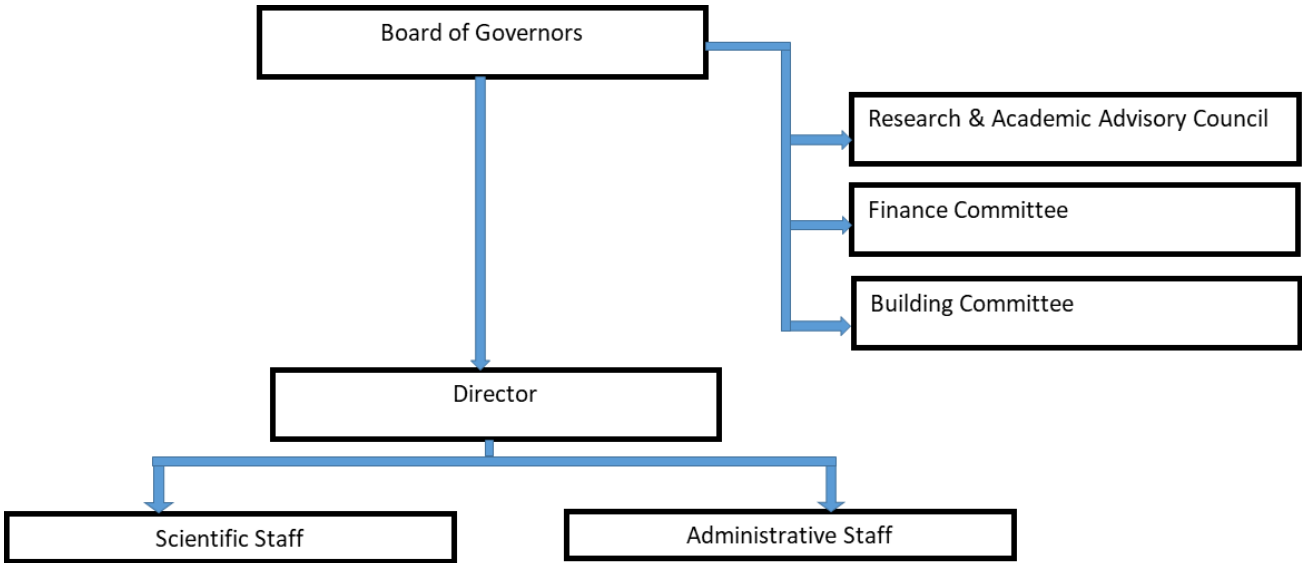 Board of Governors
Research & Academic Advisory Council
Finance Committee
Building Committee
Director
Scientific Staff
Administrative Staff